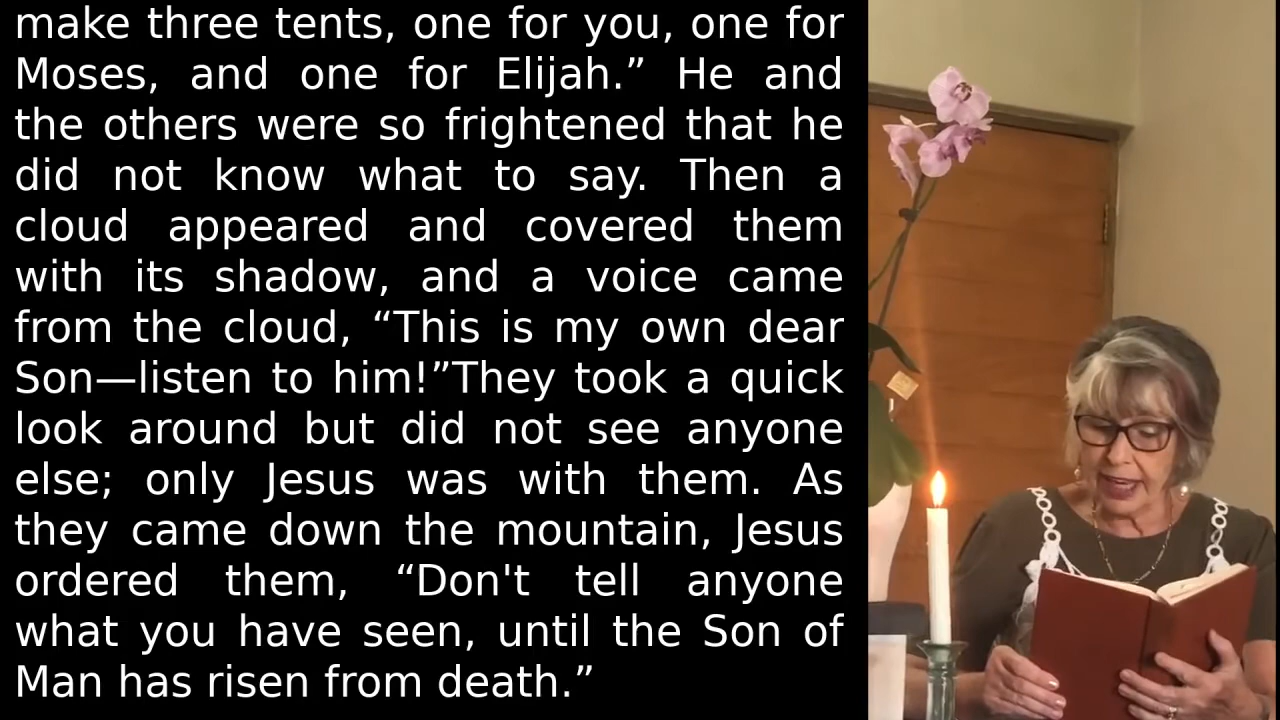 make three tents, one for you, one for
Moses, and one for Elijah.” He and
the others were so frightened that he
did not know what to say. Then a
cloud appeared and covered them
with its shadow, and a voice came
from the cloud, “This is my own dear
Son—listen to him!”They took a quick
look around but did not see anyone
else; only Jesus was with them. As
they came down the mountain, Jesus
ordered them, “Don't tell anyone
what you have seen, until the Son of
Man has risen from death.”